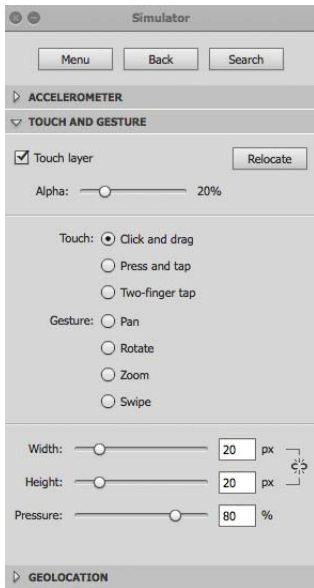 Simulator
Menu Back Search
ACCELEROMETER
TOUCH AND GESTURE
Touch layer Relocate
Alpha: 20%
Touch: Click and drag
Press and tap
Two-finger tap
Gesture: Pan
Rotate
Zoom
Swipe
Width: 20 px
Height: 20 px
Pressure: 80 %
GEOLOCATION